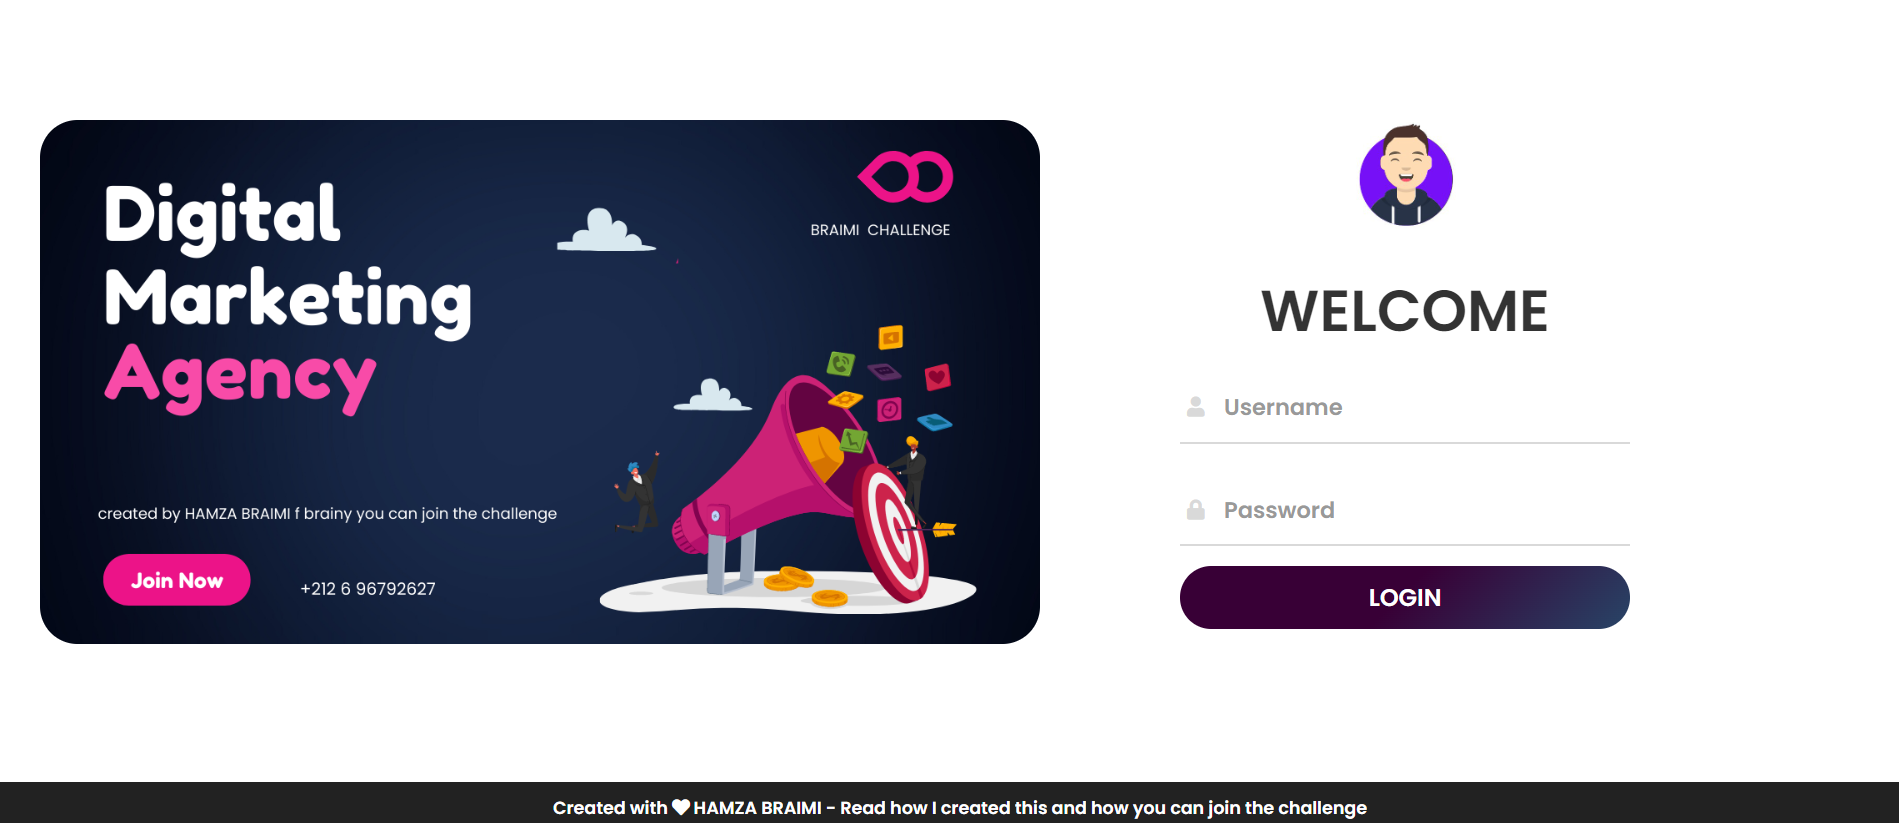 Digital
Marketing
Agency
BRAIMI CHALLENGE
created by HAMZA BRAIMI f brainy you can join the challenge
Join Now
+212 6 96792627
WELCOME
Username
Password
LOGIN
Created with HAMZA BRAIMI - Read how I created this and how you can join the challenge